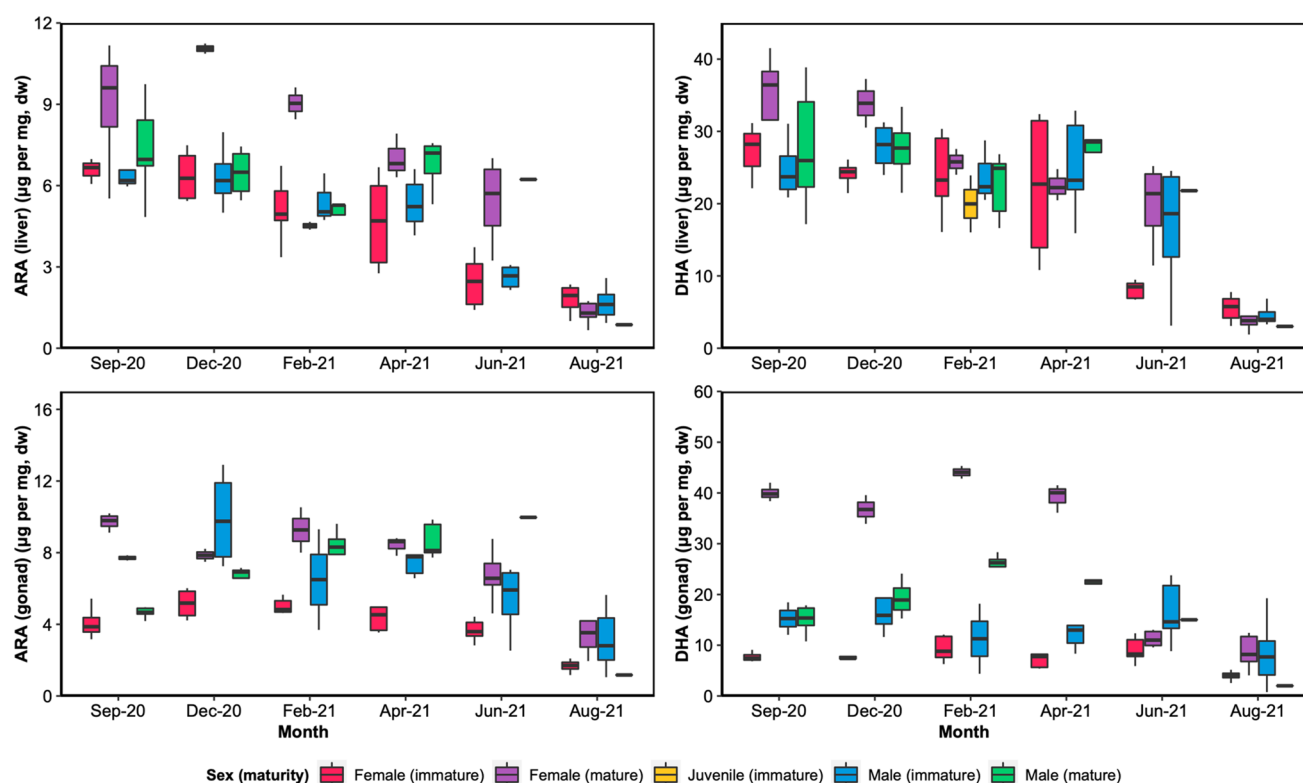 ARA (liver) (µg per mg, dw)
12
9
6
3
0
Sep-20 Dec-20 Feb-21 Apr-21 Jun-21 Aug-21
DHA (liver) (µg per mg, dw)
40
30
20
10
0
Sep-20 Dec-20 Feb-21 Apr-21 Jun-21 Aug-21
ARA (gonad) (µg per mg, dw)
16
12
8
4
0
Sep-20 Dec-20 Feb-21 Apr-21 Jun-21 Aug-21
Month
DHA (gonad) (µg per mg, dw)
60
50
40
30
20
10
0
Sep-20 Dec-20 Feb-21 Apr-21 Jun-21 Aug-21
Month
Sex (maturity) Female (immature) Female (mature) Juvenile (immature) Male (immature) Male (mature)